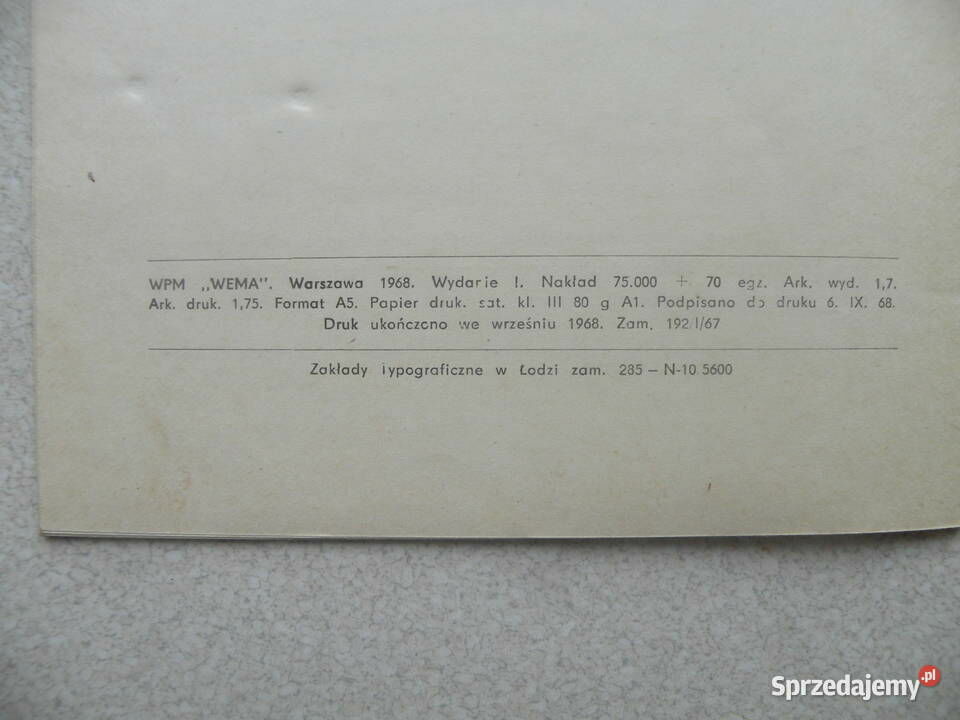 WPM „WEMA". Warszawa 1968. Wydanie I. Nakład 75.000 + 70 egz. Ark. wyd. 1,7.
Ark. druk. 1,75. Format A5. Papier druk. sat. kl. III 80 g A1. Podpisano do druku 6. IX. 68.
Druk ukończono we wrześniu 1968. Zam. 192/I/67
Zakłady typograficzne w Łodzi zam. 285 — N-10 5600
Sprzedajemy.pl